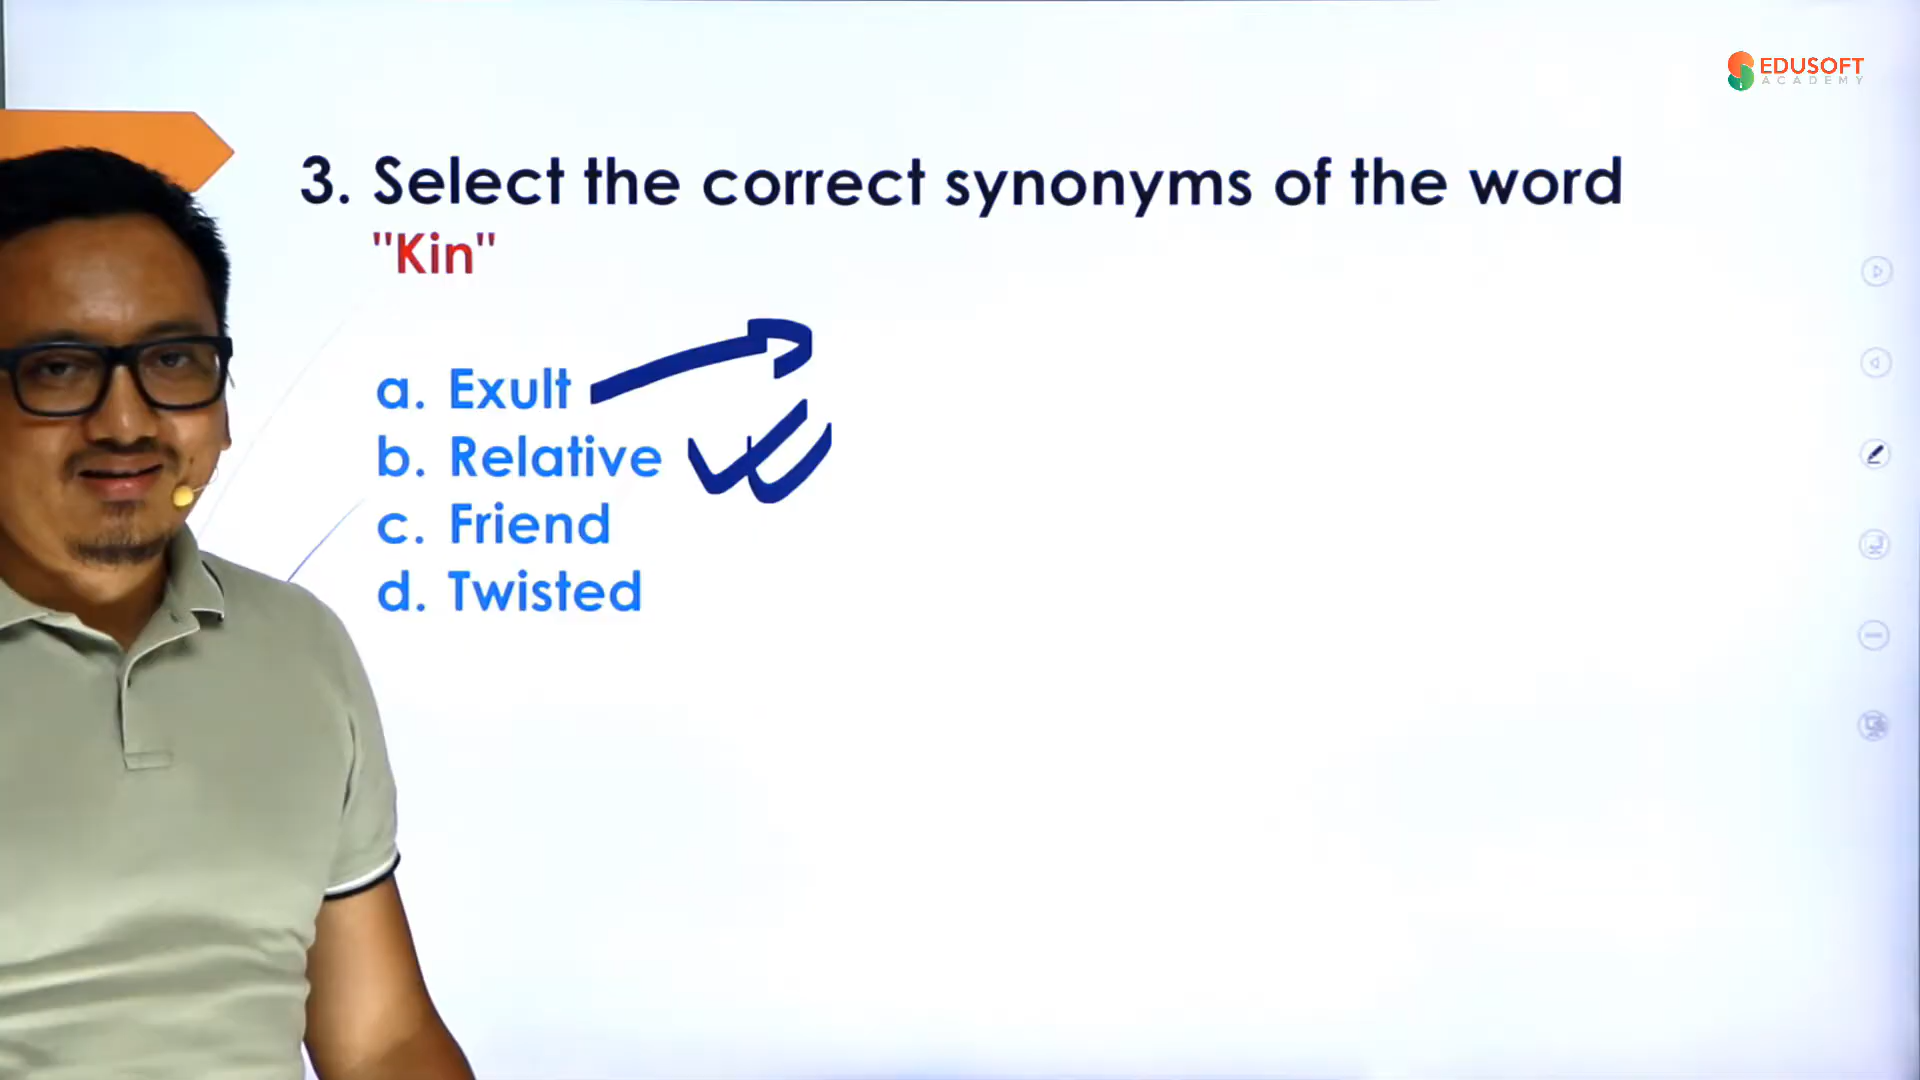 EDUSOFT
ACADEMY
3. Select the correct synonyms of the word
"Kin"
a. Exult
b. Relative
c. Friend
d. Twisted